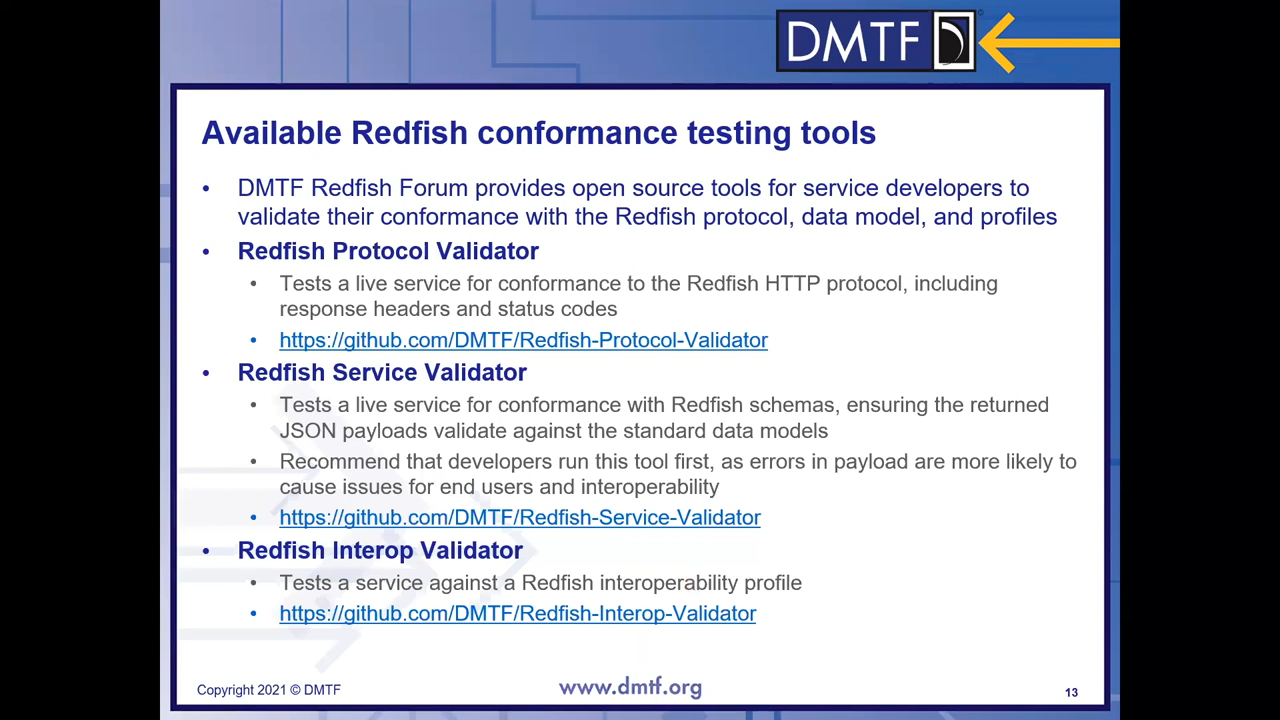 DMTF
©
Available Redfish conformance testing tools
• DMTF Redfish Forum provides open source tools for service developers to
validate their conformance with the Redfish protocol, data model, and profiles
• Redfish Protocol Validator
• Tests a live service for conformance to the Redfish HTTP protocol, including
response headers and status codes
• https://github.com/DMTF/Redfish-Protocol-Validator
• Redfish Service Validator
• Tests a live service for conformance with Redfish schemas, ensuring the returned
JSON payloads validate against the standard data models
• Recommend that developers run this tool first, as errors in payload are more likely to
cause issues for end users and interoperability
• https://github.com/DMTF/Redfish-Service-Validator
• Redfish Interop Validator
• Tests a service against a Redfish interoperability profile
• https://github.com/DMTF/Redfish-Interop-Validator
Copyright 2021 © DMTF
www.dmtf.org
13